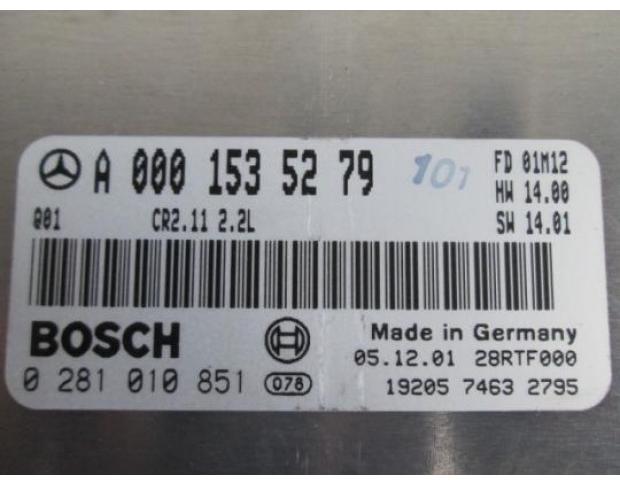 A 000 153 52 79
101
FD 01M12
HW 14.00
Q01 CR2.11 2.2L
SW 14.01
BOSCH
Made in Germany
05.12.01 28RTF000
0 281 010 851 078
19205 7463 2795